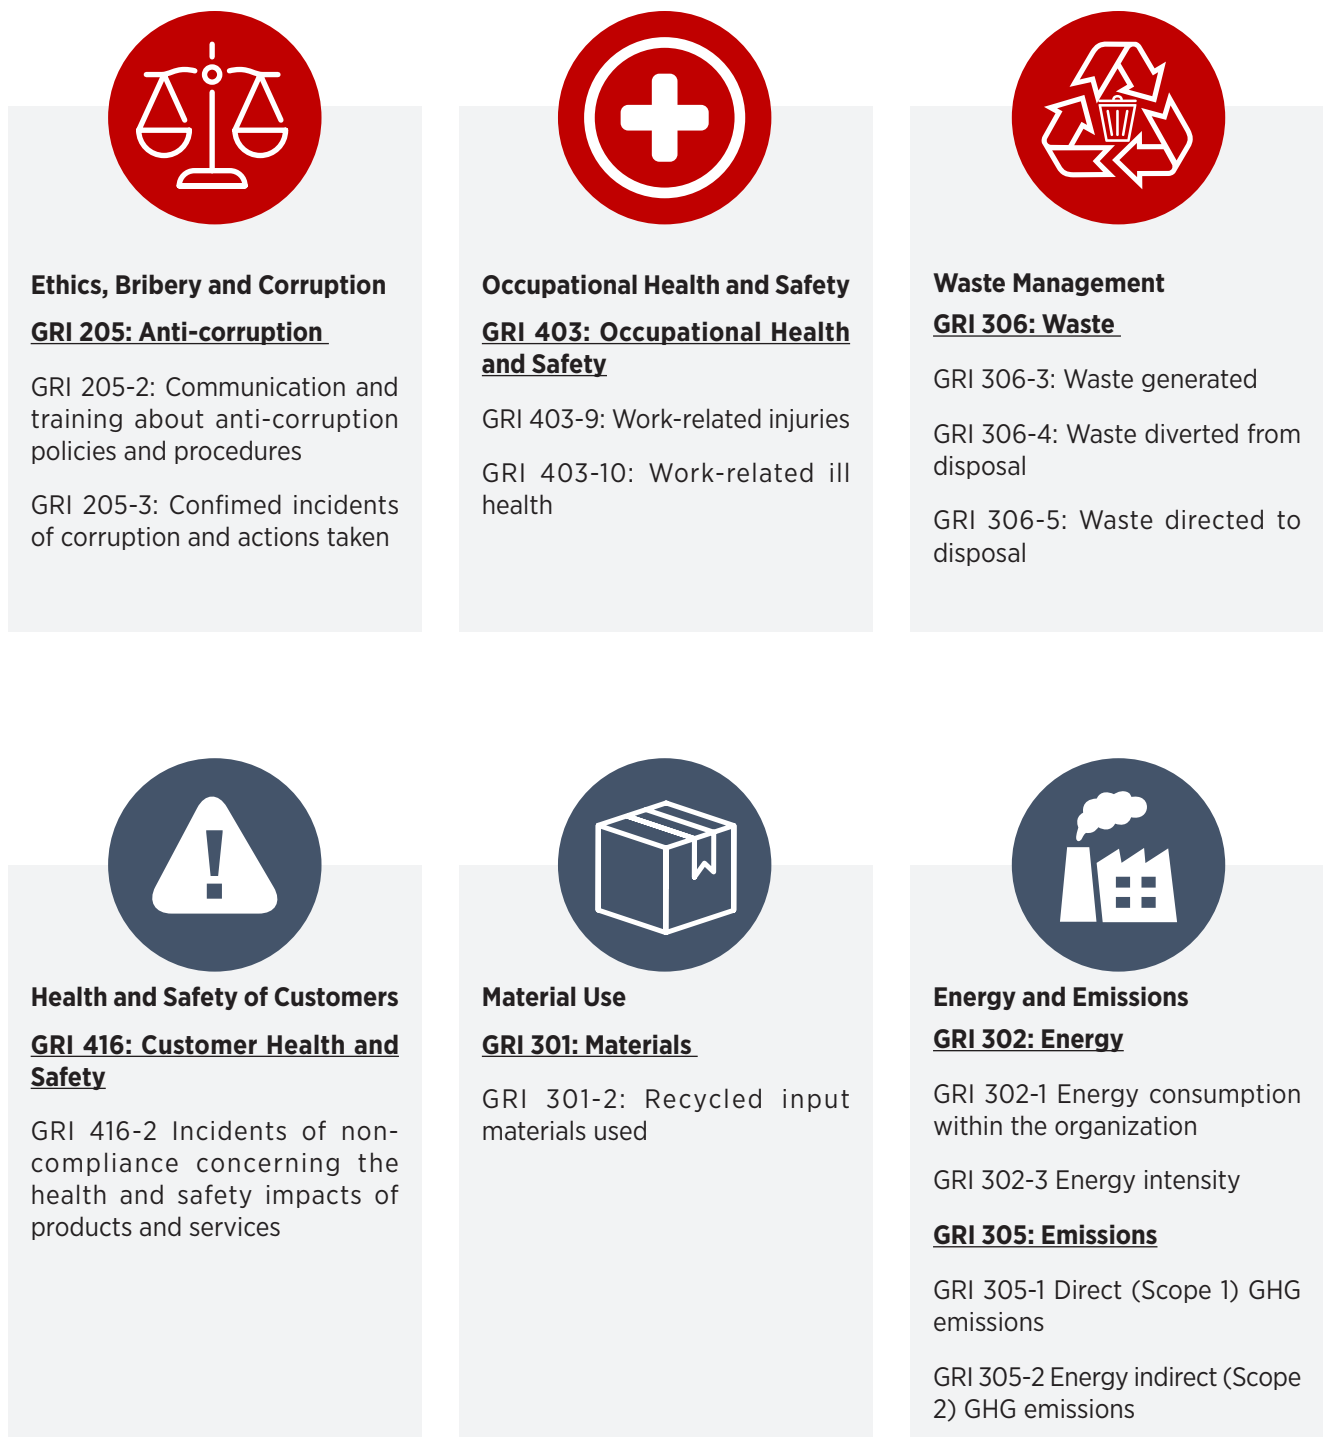 Ethics, Bribery and Corruption
GRI 205: Anti-corruption
GRI 205-2: Communication and
training about anti-corruption
policies and procedures
GRI 205-3: Confimed incidents
of corruption and actions taken
Occupational Health and Safety
GRI 403: Occupational Health
and Safety
GRI 403-9: Work-related injuries
GRI 403-10: Work-related ill
health
Waste Management
GRI 306: Waste
GRI 306-3: Waste generated
GRI 306-4: Waste diverted from
disposal
GRI 306-5: Waste directed to
disposal
Health and Safety of Customers
GRI 416: Customer Health and
Safety
GRI 416-2 Incidents of non-
compliance concerning the
health and safety impacts of
products and services
Material Use
GRI 301: Materials
GRI 301-2: Recycled input
materials used
Energy and Emissions
GRI 302: Energy
GRI 302-1 Energy consumption
within the organization
GRI 302-3 Energy intensity
GRI 305: Emissions
GRI 305-1 Direct (Scope 1) GHG
emissions
GRI 305-2 Energy indirect (Scope
2) GHG emissions